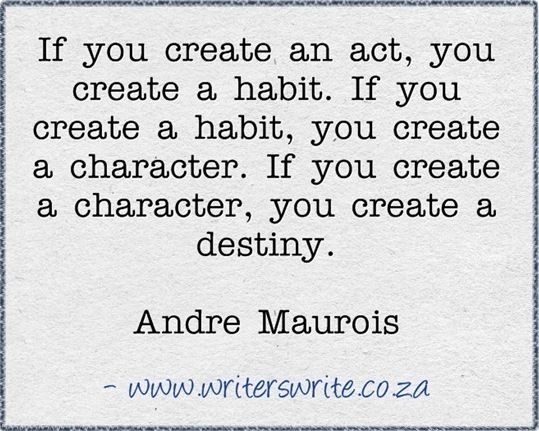 If you create an act, you
create a habit. If you
create a habit, you create
a character. If you create
a character, you create a
destiny.
Andre Maurois
- www.writerswrite.co.za